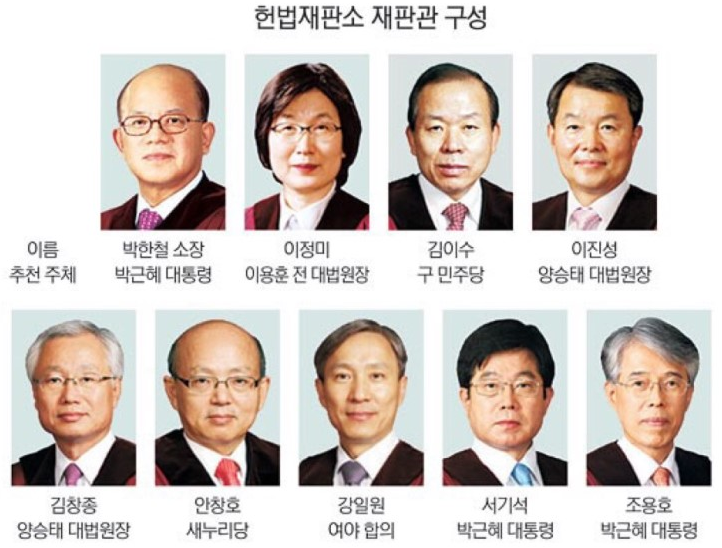 헌법재판소 재판관 구성
이름 박한철 소장 이정미 김이수 이진성
추천 주체 박근혜 대통령 이용훈 전 대법원장 구 민주당 양승태 대법원장
김창종 안창호 강일원 서기석 조용호
양승태 대법원장 새누리당 여야 합의 박근혜 대통령 박근혜 대통령